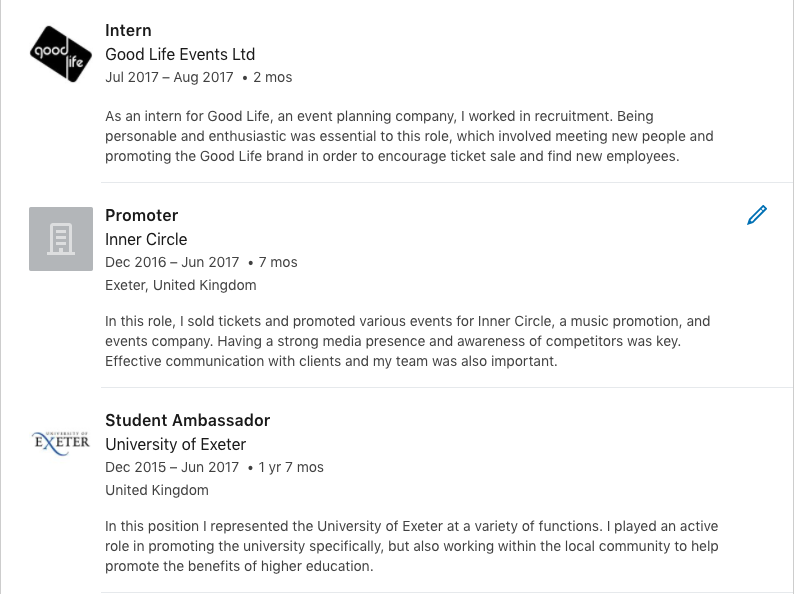 good
life
Intern
Good Life Events Ltd
Jul 2017 – Aug 2017 • 2 mos
As an intern for Good Life, an event planning company, I worked in recruitment. Being
personable and enthusiastic was essential to this role, which involved meeting new people and
promoting the Good Life brand in order to encourage ticket sale and find new employees.
Promoter
Inner Circle
Dec 2016 – Jun 2017 • 7 mos
Exeter, United Kingdom
In this role, I sold tickets and promoted various events for Inner Circle, a music promotion, and
events company. Having a strong media presence and awareness of competitors was key.
Effective communication with clients and my team was also important.
UNIVERSITY OF
EXETER
Student Ambassador
University of Exeter
Dec 2015 – Jun 2017 • 1 yr 7 mos
United Kingdom
In this position I represented the University of Exeter at a variety of functions. I played an active
role in promoting the university specifically, but also working within the local community to help
promote the benefits of higher education.